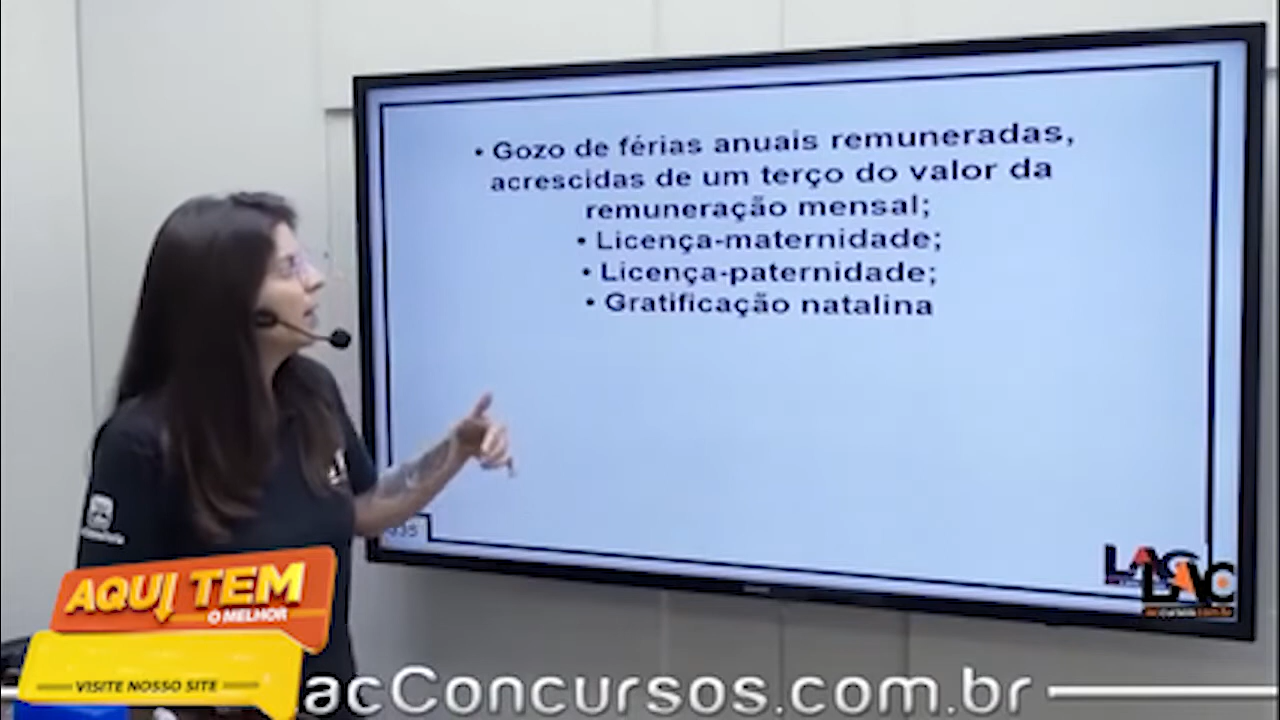 • Gozo de férias anuais remuneradas,
acrescidas de um terço do valor da
remuneração mensal;
• Licença-maternidade;
• Licença-paternidade;
• Gratificação natalina
AQUI TEM
O MELHOR
VISITE NOSSO SITE
acConcursos.com.br